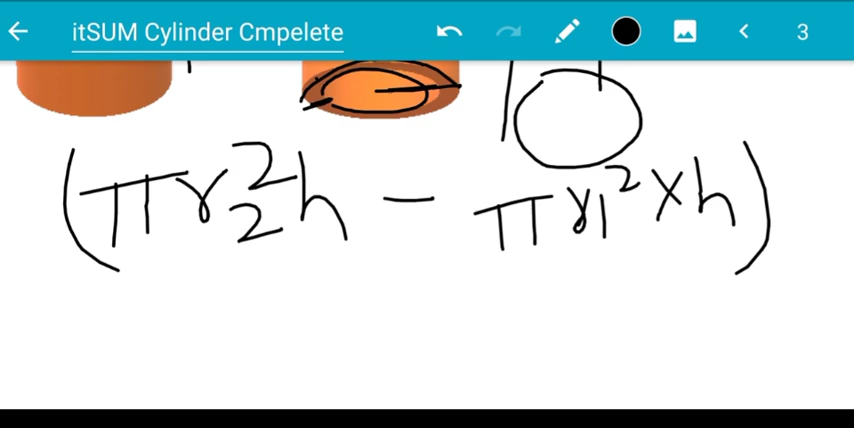 itSUM Cylinder Cmpelete
3
(πr₂²h − πr₁² × h)